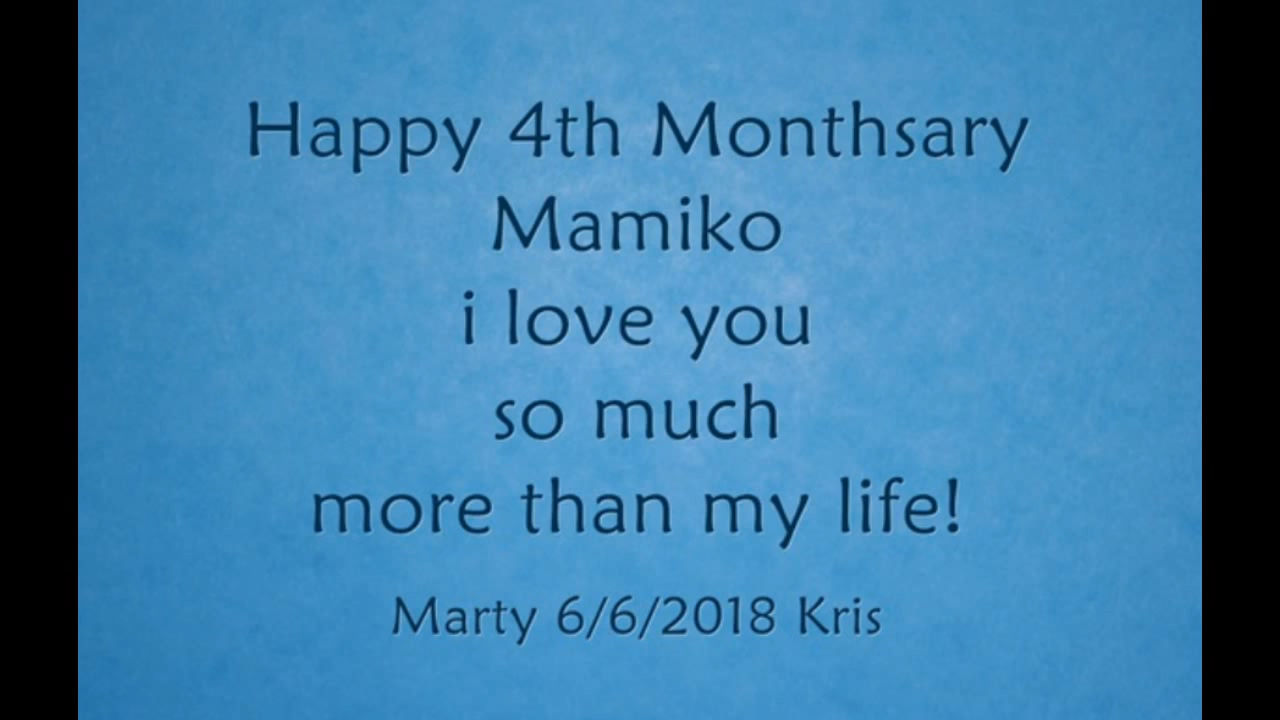 Happy 4th Monthsary
Mamiko
i love you
so much
more than my life!
Marty 6/6/2018 Kris